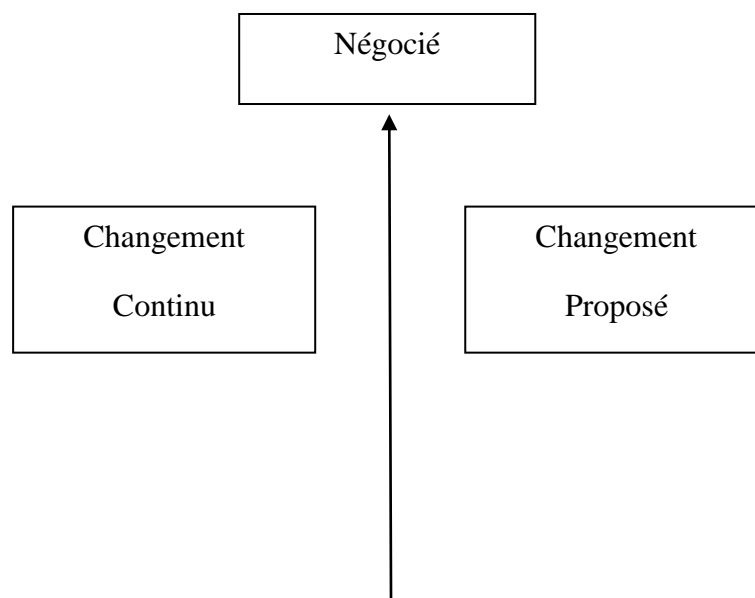 Négocié
Changement
Continu
Changement
Proposé